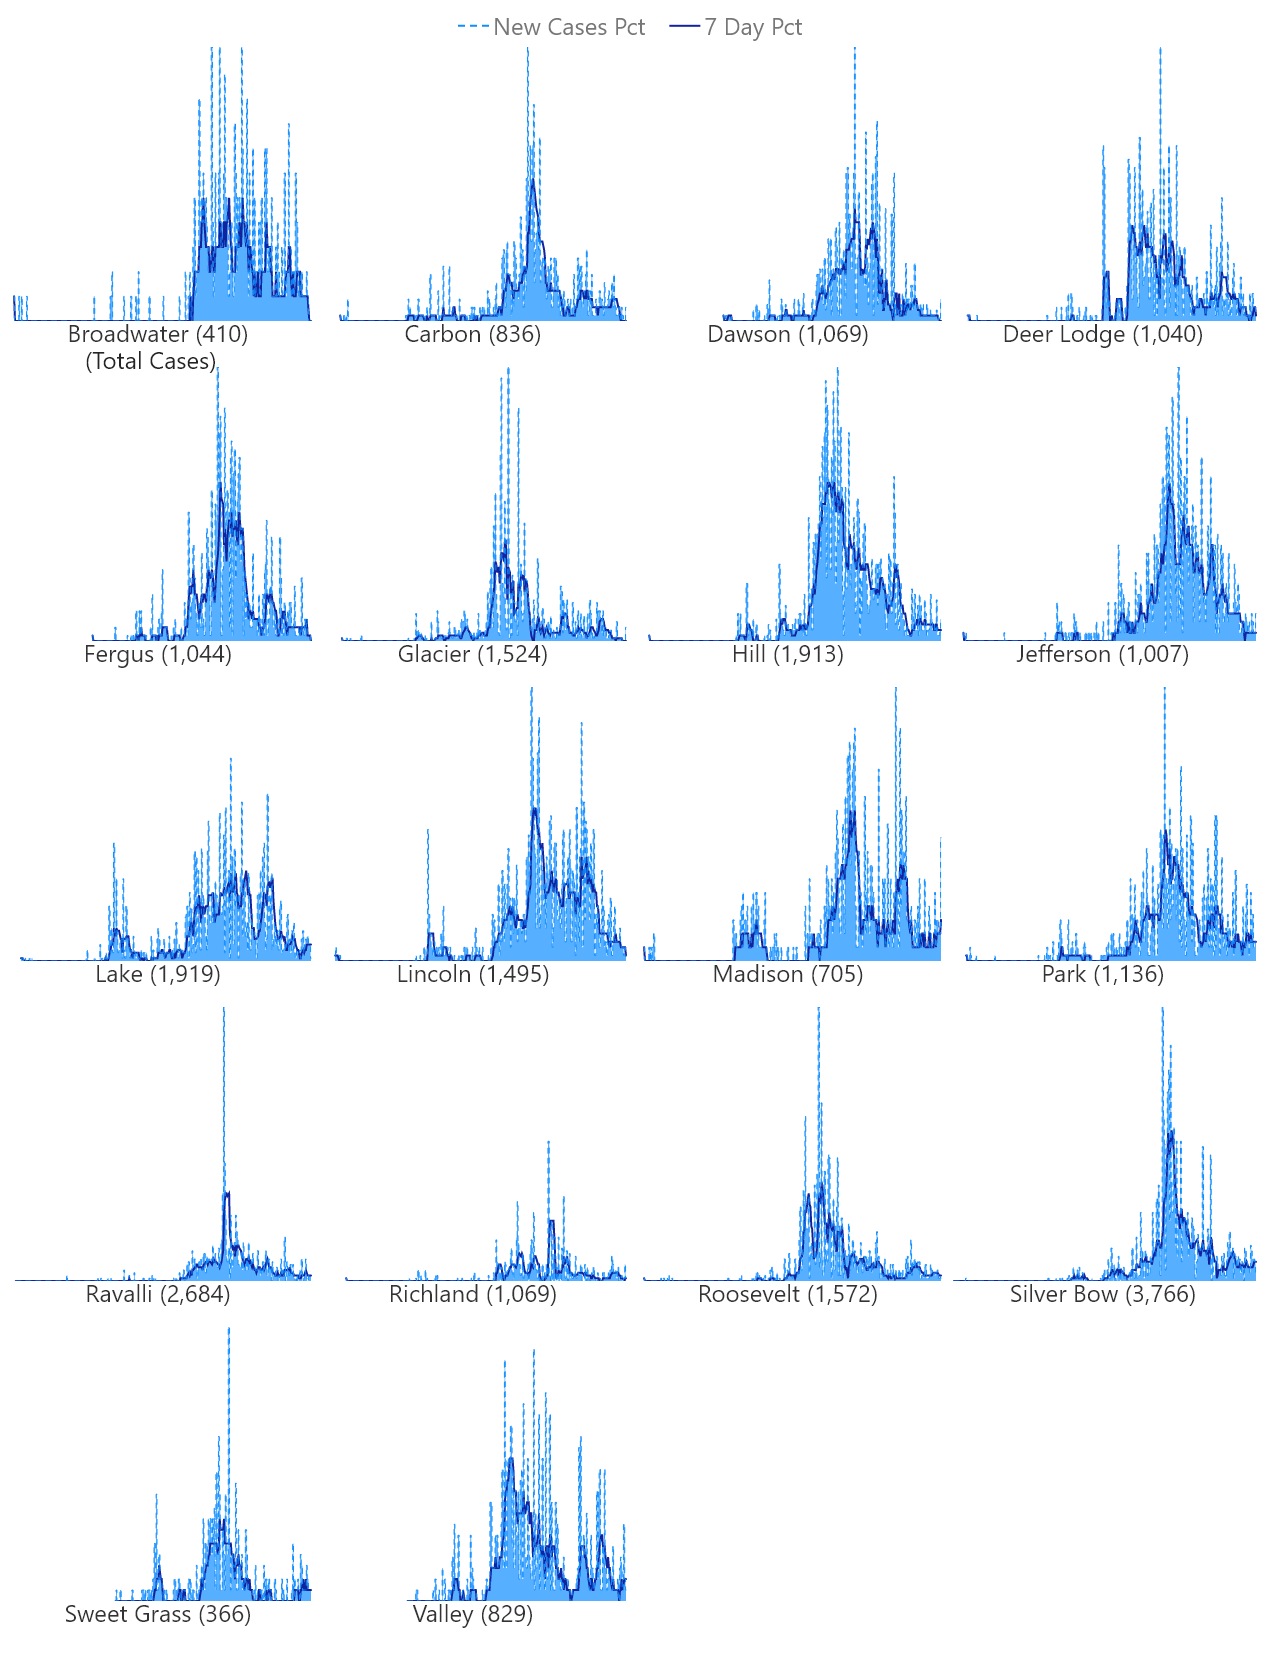 New Cases Pct 7 Day Pct
Broadwater (410) Carbon (836) Dawson (1,069) Deer Lodge (1,040)
(Total Cases)
Fergus (1,044) Glacier (1,524) Hill (1,913) Jefferson (1,007)
Lake (1,919) Lincoln (1,495) Madison (705) Park (1,136)
Ravalli (2,684) Richland (1,069) Roosevelt (1,572) Silver Bow (3,766)
Sweet Grass (366) Valley (829)